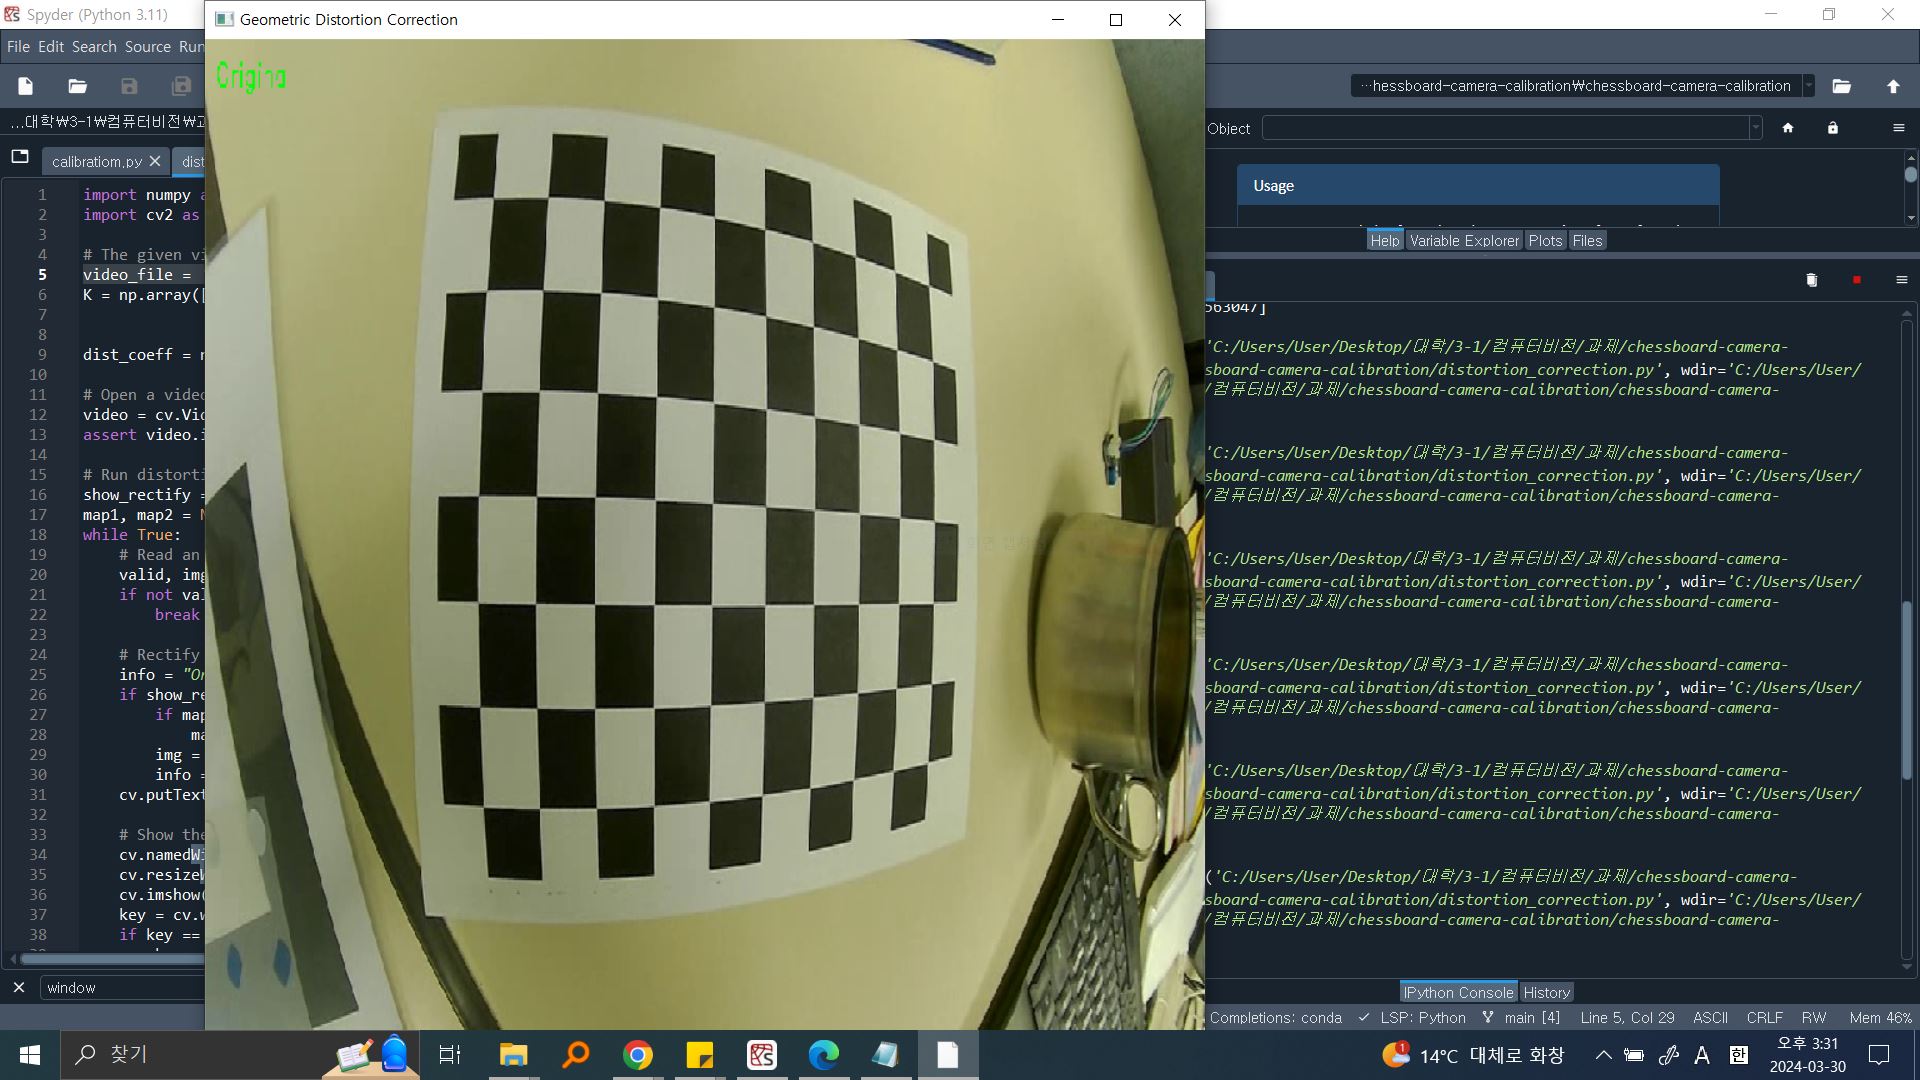 Spyder (Python 3.11)
File Edit Search Source Run
...대학₩3-1₩컴퓨터비전₩
calibratiom.py
dist
1 import numpy a
2 import cv2 as
3
4 # The given vi
5 video_file =
6 K = np.array([
7
8
9 dist_coeff = n
10
11 # Open a video
12 video = cv.Vid
13 assert video.i
14
15 # Run distorti
16 show_rectify =
17 map1, map2 = N
18 while True:
19 # Read an
20 valid, img
21 if not val
22 break
23
24 # Rectify
25 info = "Or
26 if show_re
27 if map
28 ma
29 img =
30 info =
31 cv.putText
32
33 # Show the
34 cv.namedWi
35 cv.resizeW
36 cv.imshow(
37 key = cv.w
38 if key ==
window
Geometric Distortion Correction
Origina
...hessboard-camera-calibration₩chessboard-camera-calibration
Object
Usage
Help Variable Explorer Plots Files
563047]
'C:/Users/User/Desktop/대학/3-1/컴퓨터비전/과제/chessboard-camera-
sboard-camera-calibration/distortion_correction.py', wdir='C:/Users/User/
/컴퓨터비전/과제/chessboard-camera-calibration/chessboard-camera-
'C:/Users/User/Desktop/대학/3-1/컴퓨터비전/과제/chessboard-camera-
sboard-camera-calibration/distortion_correction.py', wdir='C:/Users/User/
/컴퓨터비전/과제/chessboard-camera-calibration/chessboard-camera-
'C:/Users/User/Desktop/대학/3-1/컴퓨터비전/과제/chessboard-camera-
sboard-camera-calibration/distortion_correction.py', wdir='C:/Users/User/
/컴퓨터비전/과제/chessboard-camera-calibration/chessboard-camera-
'C:/Users/User/Desktop/대학/3-1/컴퓨터비전/과제/chessboard-camera-
sboard-camera-calibration/distortion_correction.py', wdir='C:/Users/User/
/컴퓨터비전/과제/chessboard-camera-calibration/chessboard-camera-
'C:/Users/User/Desktop/대학/3-1/컴퓨터비전/과제/chessboard-camera-
sboard-camera-calibration/distortion_correction.py', wdir='C:/Users/User/
/컴퓨터비전/과제/chessboard-camera-calibration/chessboard-camera-
('C:/Users/User/Desktop/대학/3-1/컴퓨터비전/과제/chessboard-camera-
sboard-camera-calibration/distortion_correction.py', wdir='C:/Users/User/
/컴퓨터비전/과제/chessboard-camera-calibration/chessboard-camera-
IPython Console History
Completions: conda ✓ LSP: Python main [4] Line 5, Col 29 ASCII CRLF RW Mem 46%
찾기
1
14°C 대체로 화창
A
한
오후 3:31
2024-03-30